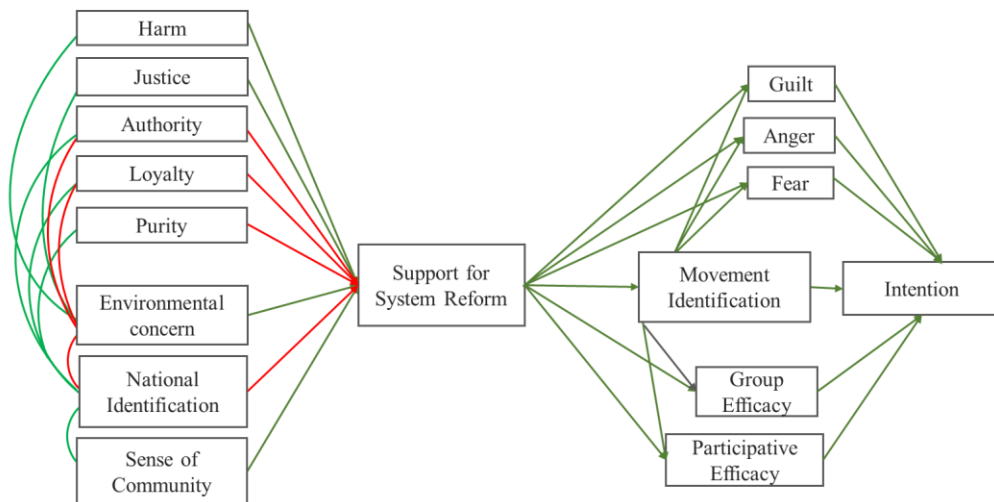 Harm
Justice
Authority
Loyalty
Purity
Environmental
concern
National
Identification
Sense of
Community
Support for
System Reform
Guilt
Anger
Fear
Movement
Identification
Group
Efficacy
Participative
Efficacy
Intention